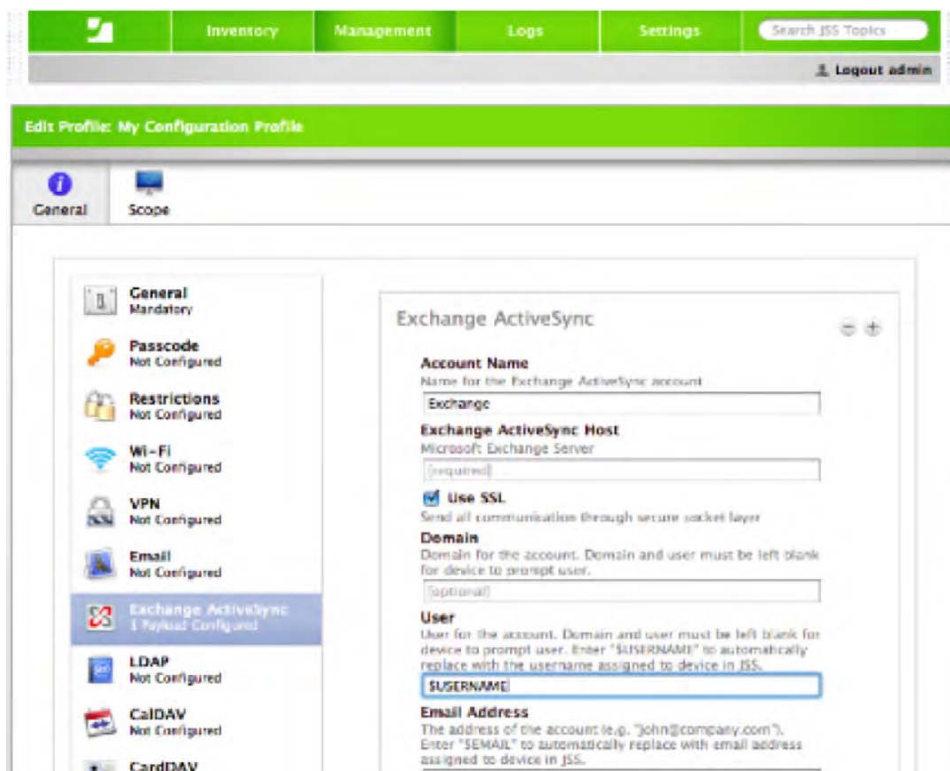 Inventory Management Logs Settings Search JSS Topics
Logout admin
Edit Profile: My Configuration Profile
General Scope
General
Mandatory
Passcode
Not Configured
Restrictions
Not Configured
Wi-Fi
Not Configured
VPN
Not Configured
Email
Not Configured
Exchange ActiveSync
1 Payload Configured
LDAP
Not Configured
CalDAV
Not Configured
CardDAV
Exchange ActiveSync
Account Name
Name for the Exchange ActiveSync account
Exchange
Exchange ActiveSync Host
Microsoft Exchange Server
[required]
Use SSL
Send all communication through secure socket layer
Domain
Domain for the account. Domain and user must be left blank
for device to prompt user.
[optional]
User
User for the account. Domain and user must be left blank for
device to prompt user. Enter "$USERNAME" to automatically
replace with the username assigned to device in JSS.
$USERNAME
Email Address
The address of the account (e.g. "john@company.com").
Enter "$EMAIL" to automatically replace with email address
assigned to device in JSS.